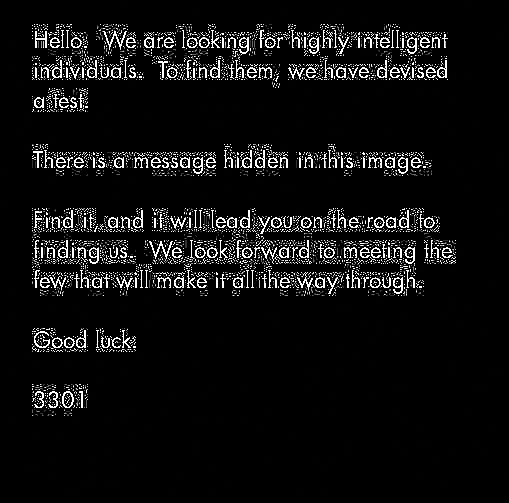 Hello. We are looking for highly intelligent
individuals. To find them, we have devised
a test.
There is a message hidden in this image.
Find it, and it will lead you on the road to
finding us. We look forward to meeting the
few that will make it all the way through.
Good luck.
3301